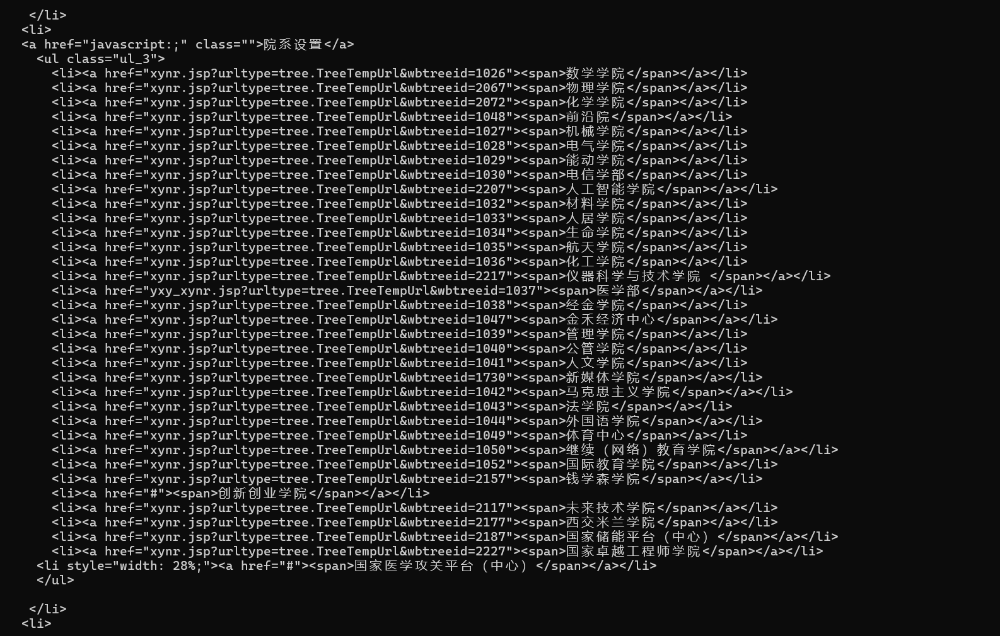 </li>
<li>
<a href="javascript:;" class="">院系设置</a>
<ul class="ul_3">
<li><a href="xynr.jsp?urltype=tree.TreeTempUrl&wbtreeid=1026"><span>数学学院</span></a></li>
<li><a href="xynr.jsp?urltype=tree.TreeTempUrl&wbtreeid=2067"><span>物理学院</span></a></li>
<li><a href="xynr.jsp?urltype=tree.TreeTempUrl&wbtreeid=2072"><span>化学学院</span></a></li>
<li><a href="xynr.jsp?urltype=tree.TreeTempUrl&wbtreeid=1048"><span>前沿院</span></a></li>
<li><a href="xynr.jsp?urltype=tree.TreeTempUrl&wbtreeid=1027"><span>机械学院</span></a></li>
<li><a href="xynr.jsp?urltype=tree.TreeTempUrl&wbtreeid=1028"><span>电气学院</span></a></li>
<li><a href="xynr.jsp?urltype=tree.TreeTempUrl&wbtreeid=1029"><span>能动学院</span></a></li>
<li><a href="xynr.jsp?urltype=tree.TreeTempUrl&wbtreeid=1030"><span>电信学部</span></a></li>
<li><a href="xynr.jsp?urltype=tree.TreeTempUrl&wbtreeid=2207"><span>人工智能学院</span></a></li>
<li><a href="xynr.jsp?urltype=tree.TreeTempUrl&wbtreeid=1032"><span>材料学院</span></a></li>
<li><a href="xynr.jsp?urltype=tree.TreeTempUrl&wbtreeid=1033"><span>人居学院</span></a></li>
<li><a href="xynr.jsp?urltype=tree.TreeTempUrl&wbtreeid=1034"><span>生命学院</span></a></li>
<li><a href="xynr.jsp?urltype=tree.TreeTempUrl&wbtreeid=1035"><span>航天学院</span></a></li>
<li><a href="xynr.jsp?urltype=tree.TreeTempUrl&wbtreeid=1036"><span>化工学院</span></a></li>
<li><a href="xynr.jsp?urltype=tree.TreeTempUrl&wbtreeid=2217"><span>仪器科学与技术学院 </span></a></li>
<li><a href="yxy_xynr.jsp?urltype=tree.TreeTempUrl&wbtreeid=1037"><span>医学部</span></a></li>
<li><a href="xynr.jsp?urltype=tree.TreeTempUrl&wbtreeid=1038"><span>经金学院</span></a></li>
<li><a href="xynr.jsp?urltype=tree.TreeTempUrl&wbtreeid=1047"><span>金禾经济中心</span></a></li>
<li><a href="xynr.jsp?urltype=tree.TreeTempUrl&wbtreeid=1039"><span>管理学院</span></a></li>
<li><a href="xynr.jsp?urltype=tree.TreeTempUrl&wbtreeid=1040"><span>公管学院</span></a></li>
<li><a href="xynr.jsp?urltype=tree.TreeTempUrl&wbtreeid=1041"><span>人文学院</span></a></li>
<li><a href="xynr.jsp?urltype=tree.TreeTempUrl&wbtreeid=1730"><span>新媒体学院</span></a></li>
<li><a href="xynr.jsp?urltype=tree.TreeTempUrl&wbtreeid=1042"><span>马克思主义学院</span></a></li>
<li><a href="xynr.jsp?urltype=tree.TreeTempUrl&wbtreeid=1043"><span>法学院</span></a></li>
<li><a href="xynr.jsp?urltype=tree.TreeTempUrl&wbtreeid=1044"><span>外国语学院</span></a></li>
<li><a href="xynr.jsp?urltype=tree.TreeTempUrl&wbtreeid=1049"><span>体育中心</span></a></li>
<li><a href="xynr.jsp?urltype=tree.TreeTempUrl&wbtreeid=1050"><span>继续（网络）教育学院</span></a></li>
<li><a href="xynr.jsp?urltype=tree.TreeTempUrl&wbtreeid=1052"><span>国际教育学院</span></a></li>
<li><a href="xynr.jsp?urltype=tree.TreeTempUrl&wbtreeid=2157"><span>钱学森学院</span></a></li>
<li><a href="#"><span>创新创业学院</span></a></li>
<li><a href="xynr.jsp?urltype=tree.TreeTempUrl&wbtreeid=2117"><span>未来技术学院</span></a></li>
<li><a href="xynr.jsp?urltype=tree.TreeTempUrl&wbtreeid=2177"><span>西交米兰学院</span></a></li>
<li><a href="xynr.jsp?urltype=tree.TreeTempUrl&wbtreeid=2187"><span>国家储能平台（中心）</span></a></li>
<li><a href="xynr.jsp?urltype=tree.TreeTempUrl&wbtreeid=2227"><span>国家卓越工程师学院</span></a></li>
<li style="width: 28%;"><a href="#"><span>国家医学攻关平台（中心）</span></a></li>
</ul>
</li>
<li>